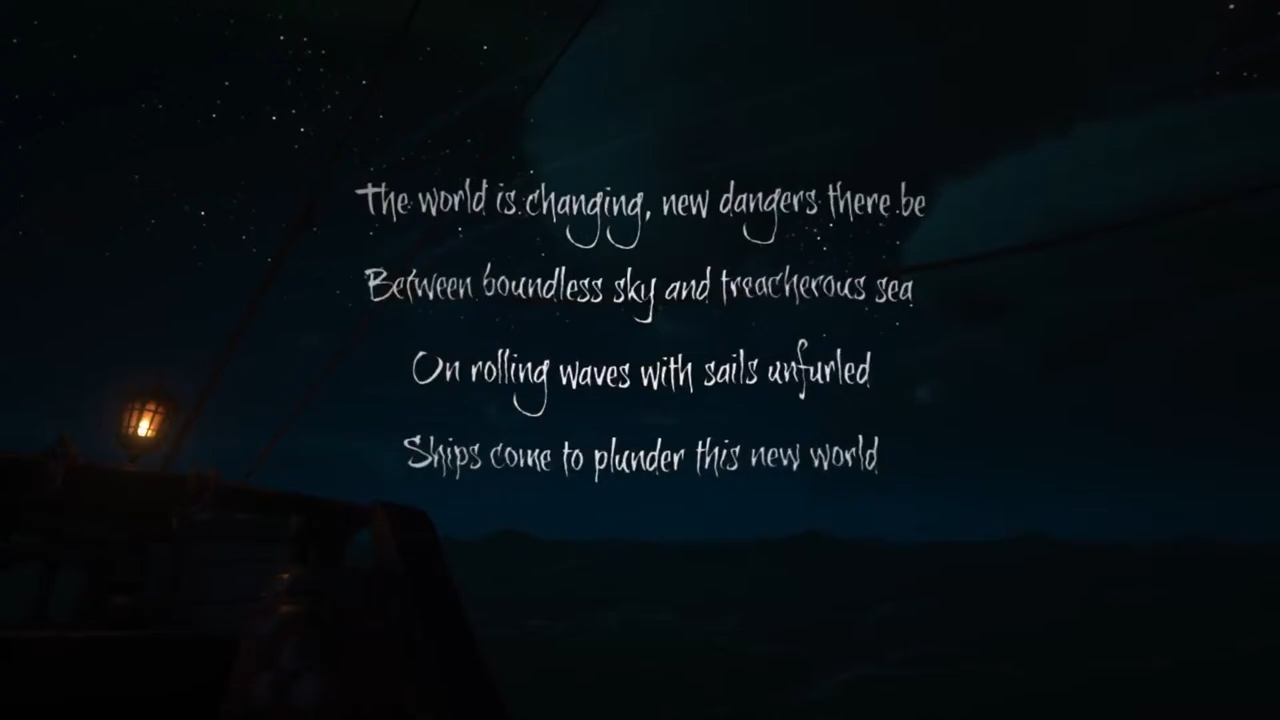 The world is changing, new dangers there be
Between boundless sky and treacherous sea
On rolling waves with sails unfurled
Ships come to plunder this new world